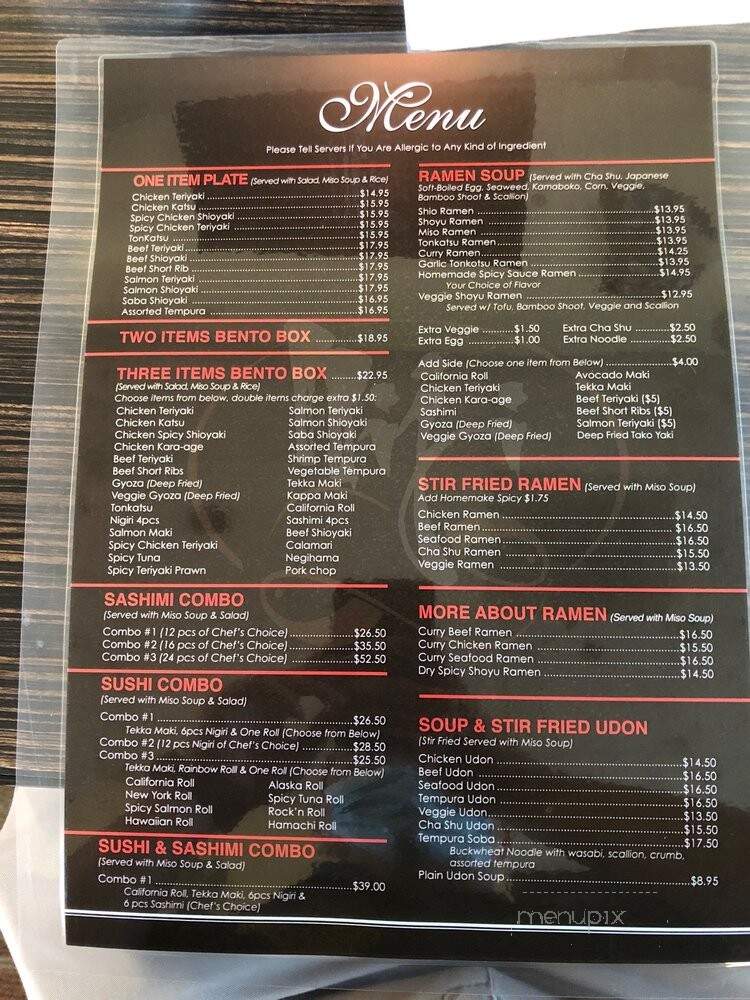 Menu
Please Tell Servers If You Are Allergic to Any Kind of Ingredient
ONE ITEM PLATE (Served with Salad, Miso Soup & Rice)
Chicken Teriyaki $14.95
Chicken Katsu $15.95
Spicy Chicken Shioyaki $15.95
Spicy Chicken Teriyaki $15.95
TonKatsu $15.95
Beef Teriyaki $17.95
Beef Shioyaki $17.95
Beef Short Rib $17.95
Salmon Teriyaki $17.95
Salmon Shioyaki $17.95
Saba Shioyaki $16.95
Assorted Tempura $16.95
TWO ITEMS BENTO BOX $18.95
THREE ITEMS BENTO BOX $22.95
(Served with Salad, Miso Soup & Rice)
Choose items from below, double items charge extra $1.50:
Chicken Teriyaki
Chicken Katsu
Chicken Spicy Shioyaki
Chicken Kara-age
Beef Teriyaki
Beef Short Ribs
Gyoza (Deep Fried)
Veggie Gyoza (Deep Fried)
Tonkatsu
Nigiri 4pcs
Salmon Maki
Spicy Chicken Teriyaki
Spicy Tuna
Spicy Teriyaki Prawn
Salmon Teriyaki
Salmon Shioyaki
Saba Shioyaki
Assorted Tempura
Shrimp Tempura
Vegetable Tempura
Tekka Maki
Kappa Maki
California Roll
Sashimi 4pcs
Beef Shioyaki
Calamari
Negihama
Pork chop
SASHIMI COMBO
(Served with Miso Soup & Salad)
Combo #1 (12 pcs of Chef's Choice) $26.50
Combo #2 (16 pcs of Chef's Choice) $35.50
Combo #3 (24 pcs of Chef's Choice) $52.50
SUSHI COMBO
(Served with Miso Soup & Salad)
Combo #1 $26.50
Tekka Maki, 6pcs Nigiri & One Roll (Choose from Below)
Combo #2 (12 pcs Nigiri of Chef's Choice) $28.50
Combo #3 $25.50
Tekka Maki, Rainbow Rolll & One Roll (Choose from Below)
California Roll
New York Roll
Spicy Salmon Roll
Hawaiian Roll
Alaska Roll
Spicy Tuna Roll
Rock'n Roll
Hamachi Roll
SUSHI & SASHIMI COMBO
(Served with Miso Soup & Salad)
Combo #1 $39.00
California Roll, Tekka Maki, 6pcs Nigiri &
6 pcs Sashimi (Chef's Choice)
RAMEN SOUP (Served with Cha Shu, Japanese
Soft-Boiled Egg, Seaweed, Kamaboko, Corn, Veggie,
Bamboo Shoot & Scallion)
Shio Ramen $13.95
Shoyu Ramen $13.95
Miso Ramen $13.95
Tonkatsu Ramen $13.95
Curry Ramen $14.25
Garlic Tonkotsu Ramen $13.95
Homemade Spicy Sauce Ramen $14.95
Your Choice of Flavor
Veggie Shayu Ramen $12.95
Served w/ Tofu, Bamboo Shoot, Veggie and Scallion
Extra Veggie $1.50
Extra Egg $1.00
Extra Cha Shu $2.50
Extra Noodle $2.50
Add Side (Choose one item from Below) $4.00
California Roll
Chicken Teriyaki
Chicken Kara-age
Sashimi
Gyoza (Deep Fried)
Veggie Gyoza (Deep Fried)
Avocado Maki
Tekka Maki
Beef Teriyaki ($5)
Beef Short Ribs ($5)
Salmon Teriyaki ($5)
Deep Fried Tako Yaki
STIR FRIED RAMEN (Served with Miso Soup)
Add Homemake Spicy $1.75
Chicken Ramen $14.50
Beef Ramen $16.50
Seafood Ramen $16.50
Cha Shu Ramen $15.50
Veggie Ramen $13.50
MORE ABOUT RAMEN (Served with Miso Soup)
Curry Beef Ramen $16.50
Curry Chicken Ramen $15.50
Curry Seafood Ramen $16.50
Dry Spicy Shoyu Ramen $14.50
SOUP & STIR FRIED UDON
(Stir Fried Served with Miso Soup)
Chicken Udon $14.50
Beef Udon $16.50
Seafood Udon $16.50
Tempura Udon $16.50
Veggie Udon $13.50
Cha Shu Udon $15.50
Tempura Soba $17.50
Buckwheat Noodle with wasabi, scallion, crumb,
assorted tempura
Plain Udon Soup $8.95
menupix